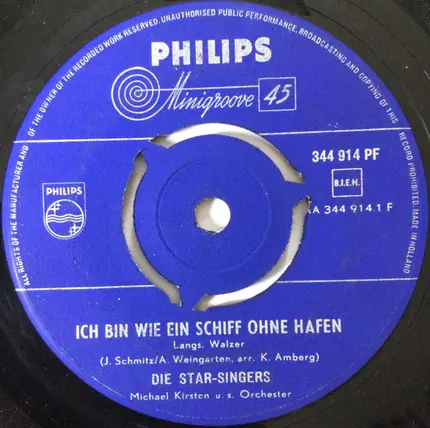 ALL RIGHTS OF THE MANUFACTURER AND OF THE OWNER OF THE RECORDED WORK RESERVED. UNAUTHORISED PUBLIC PERFORMANCE, BROADCASTING AND COPYING OF THIS RECORD PROHIBITED. MADE IN HOLLAND
PHILIPS
Minigroove 45
344 914 PF
B.I.E.H.
PHILIPS
AA 344 914.1 F
ICH BIN WIE EIN SCHIFF OHNE HAFEN
Langs. Walzer
(J. Schmitz/A. Weingarten, arr. K. Amberg)
DIE STAR-SINGERS
Michael Kirsten u. s. Orchester